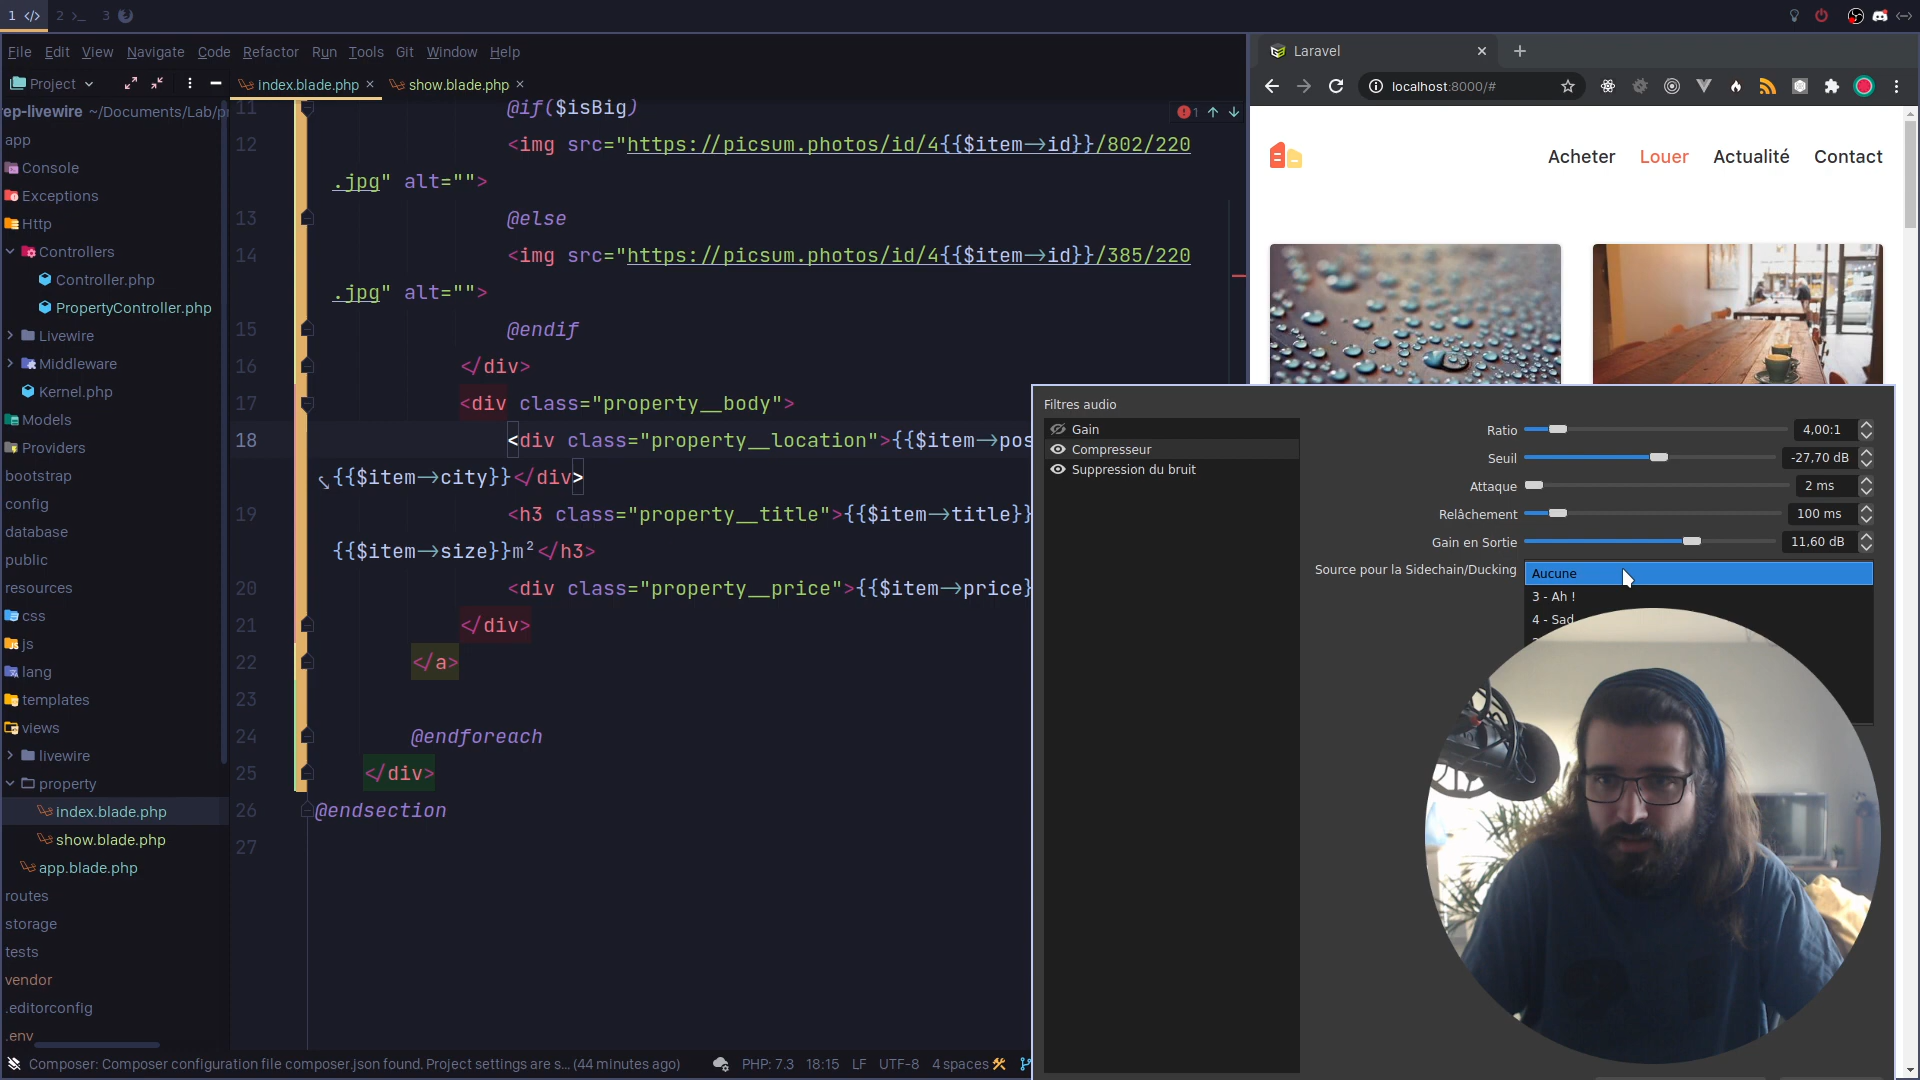 1 </> 2 >_ 3
File Edit View Navigate Code Refactor Run Tools Git Window Help
Project
index.blade.php ×
show.blade.php ×
rep-livewire ~/Documents/Lab/pr
app
Console
Exceptions
Http
Controllers
Controller.php
PropertyController.php
Livewire
Middleware
Kernel.php
Models
Providers
bootstrap
config
database
public
resources
css
js
lang
templates
views
livewire
property
index.blade.php
show.blade.php
app.blade.php
routes
storage
tests
vendor
.editorconfig
.env
11 @if($isBig)
12 <img src="https://picsum.photos/id/4{{$item->id}}/802/220
.jpg" alt="">
13 @else
14 <img src="https://picsum.photos/id/4{{$item->id}}/385/220
.jpg" alt="">
15 @endif
16 </div>
17 <div class="property__body">
18 <div class="property__location">{{$item->pos
{{$item->city}}</div>
19 <h3 class="property__title">{{$item->title}}
{{$item->size}}m²</h3>
20 <div class="property__price">{{$item->price}
21 </div>
22 </a>
23
24 @endforeach
25 </div>
26 @endsection
27
1
Composer: Composer configuration file composer.json found. Project settings are s... (44 minutes ago)
PHP: 7.3 18:15 LF UTF-8 4 spaces
Laravel
localhost:8000/#
Acheter Louer Actualité Contact
Filtres audio
Gain
Compresseur
Suppression du bruit
Ratio 4,00:1
Seuil -27,70 dB
Attaque 2 ms
Relâchement 100 ms
Gain en Sortie 11,60 dB
Source pour la Sidechain/Ducking
Aucune
3 - Ah !
4 - Sad